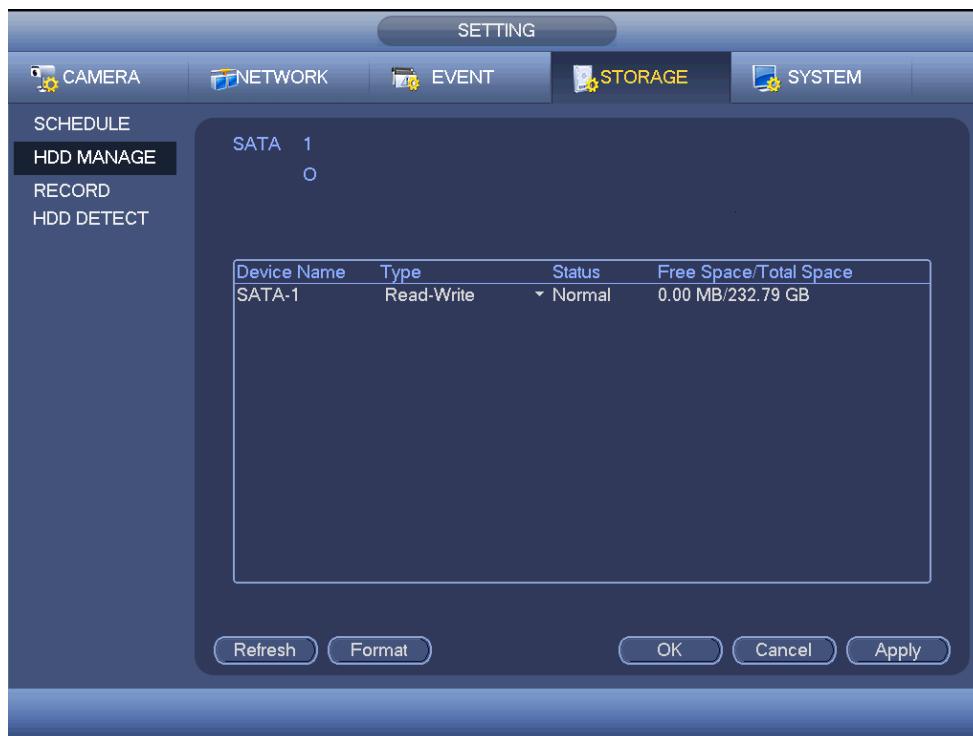 SETTING
CAMERA NETWORK EVENT STORAGE SYSTEM
SCHEDULE
HDD MANAGE
RECORD
HDD DETECT
SATA 1
O
Device Name Type Status Free Space/Total Space
SATA-1 Read-Write Normal 0.00 MB/232.79 GB
Refresh Format OK Cancel Apply